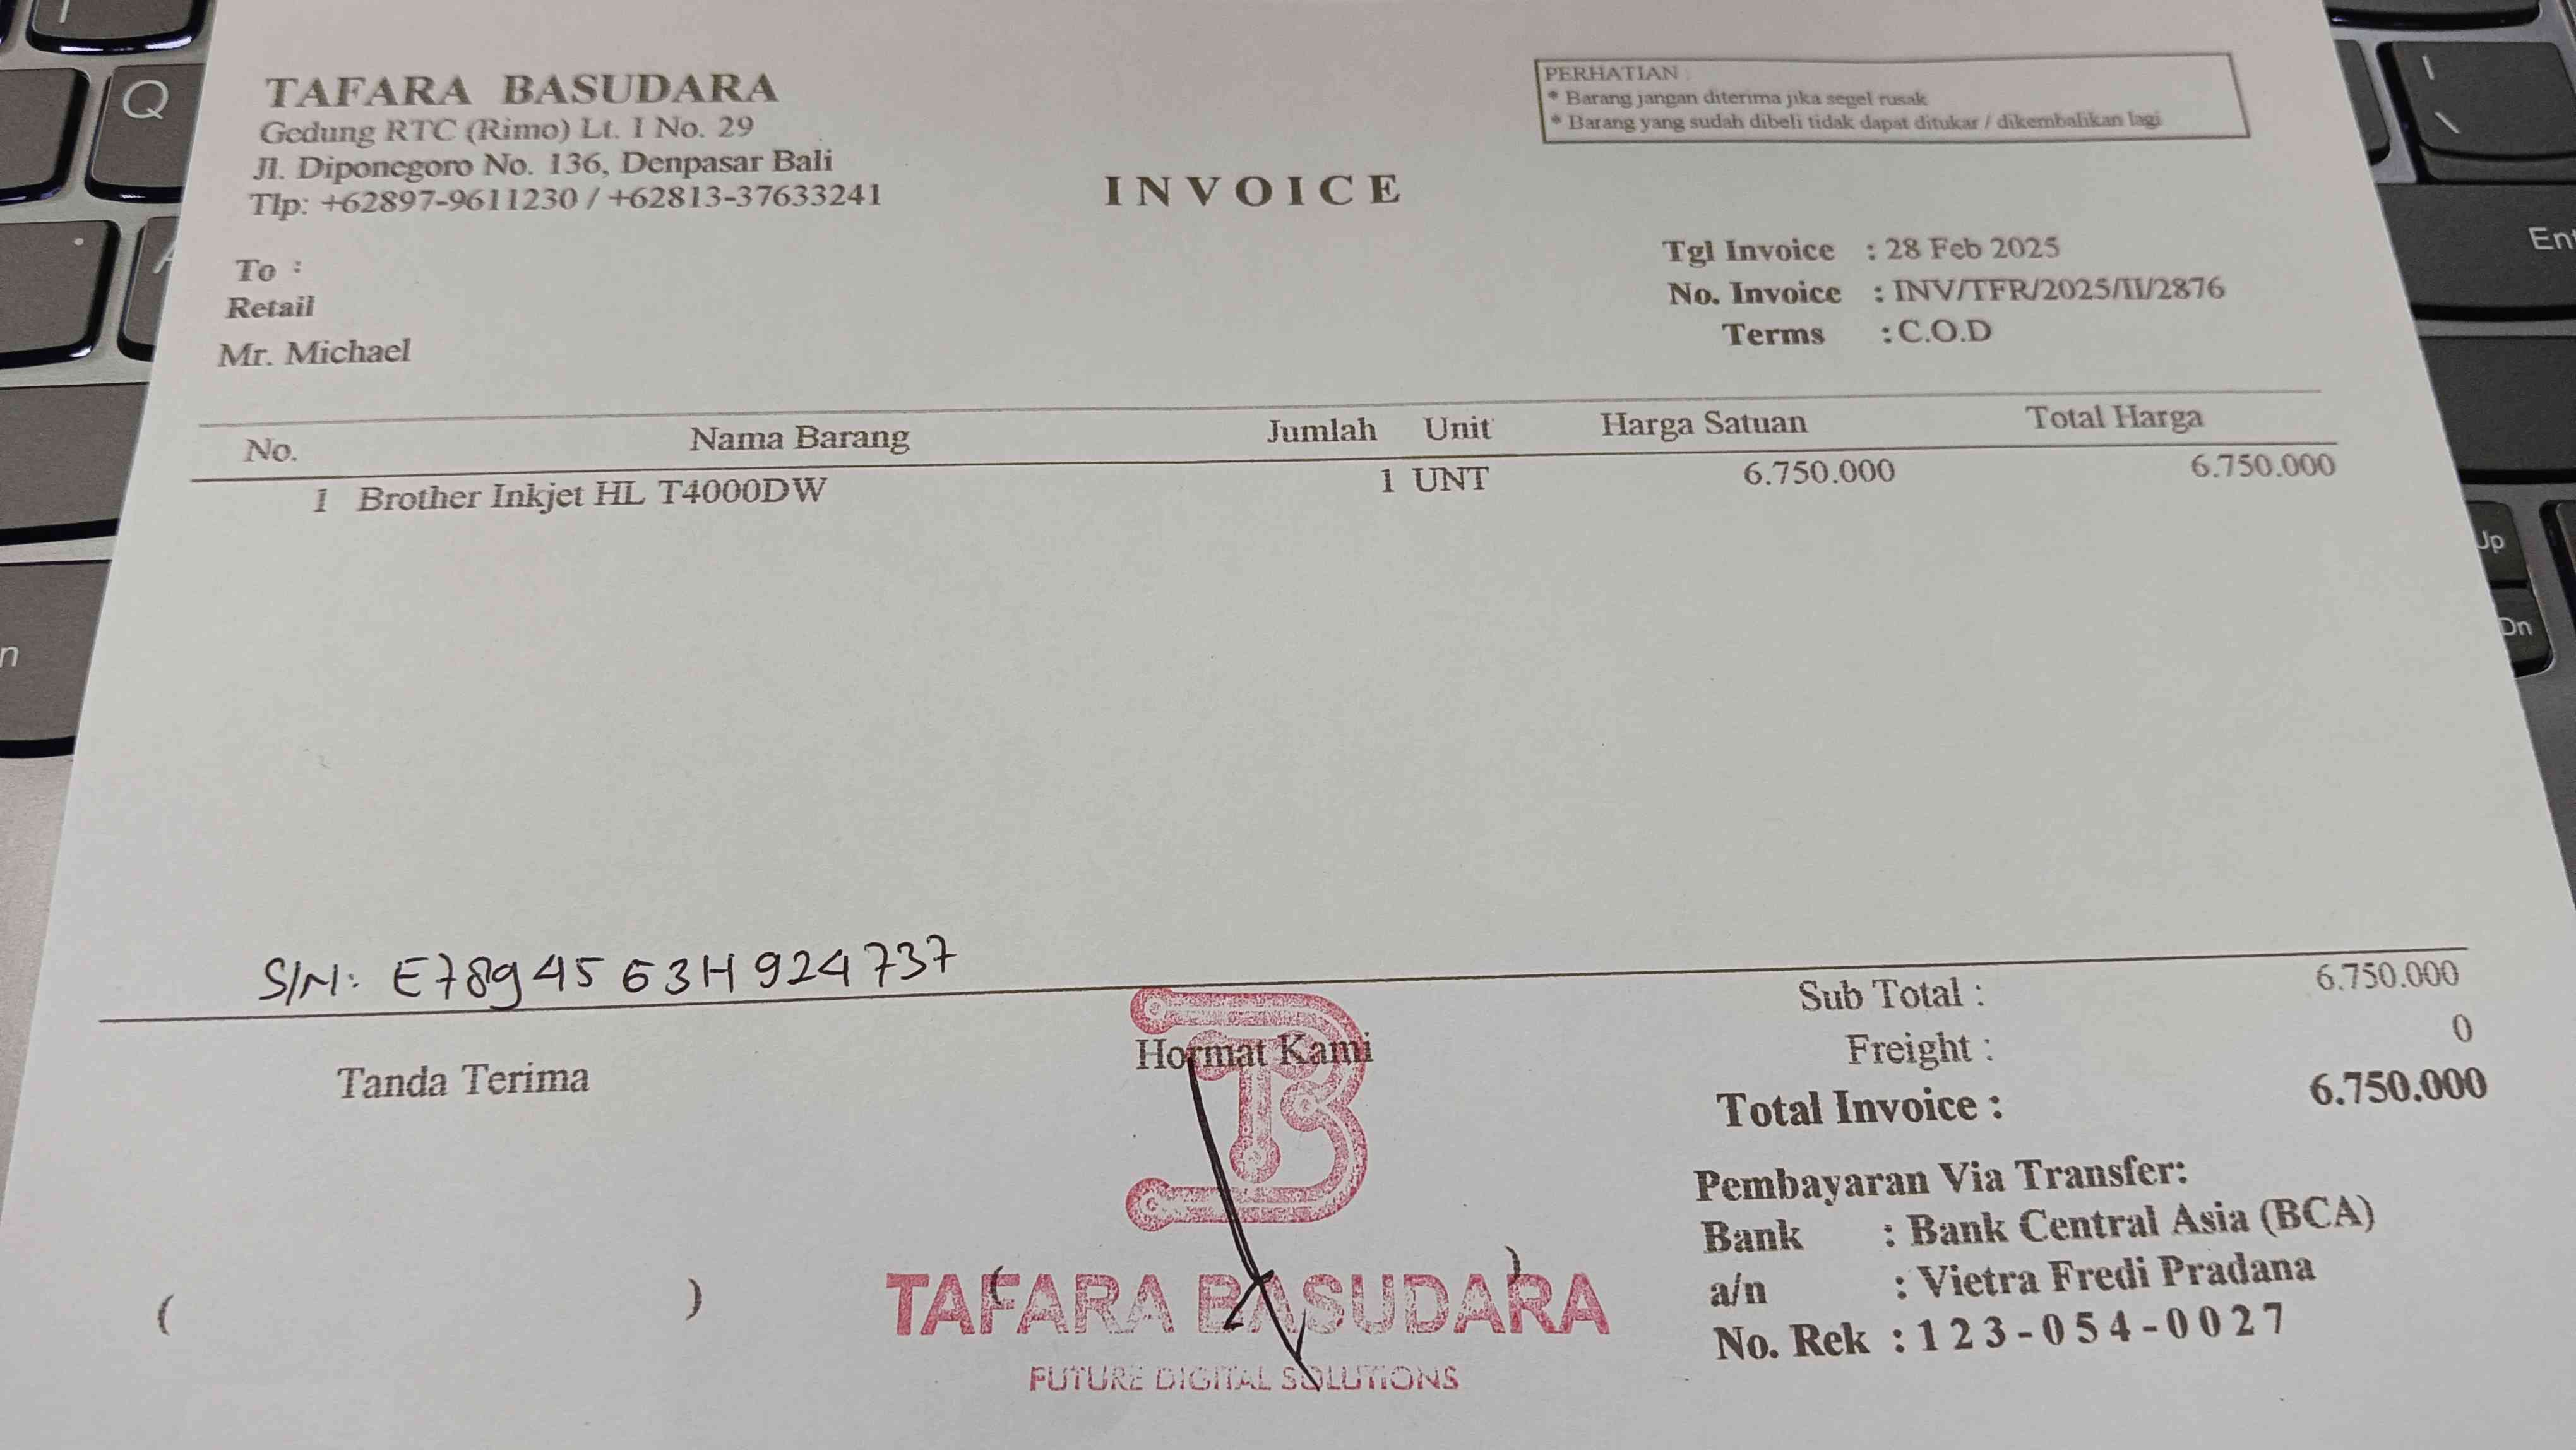 TAFARA BASUDARA
Gedung RTC (Rimo) Lt. I No. 29
Jl. Diponegoro No. 136, Denpasar Bali
Tlp: +62897-9611230 / +62813-37633241
PERHATIAN :
* Barang jangan diterima jika segel rusak
* Barang yang sudah dibeli tidak dapat ditukar / dikembalikan lagi
INVOICE
To :
Retail
Mr. Michael
Tgl Invoice : 28 Feb 2025
No. Invoice : INV/TFR/2025/II/2876
Terms : C.O.D
No. Nama Barang Jumlah Unit Harga Satuan Total Harga
1 Brother Inkjet HL T4000DW 1 UNT 6.750.000 6.750.000
S/N: E78g4563H924737
Sub Total : 6.750.000
Freight : 0
Total Invoice : 6.750.000
Tanda Terima
Hormat Kami
( )
( )
TAFARA BASUDARA
FUTURE DIGITAL SOLUTIONS
Pembayaran Via Transfer:
Bank : Bank Central Asia (BCA)
a/n : Vietra Fredi Pradana
No. Rek : 123-054-0027
Q
Ent
Up
Dn
n